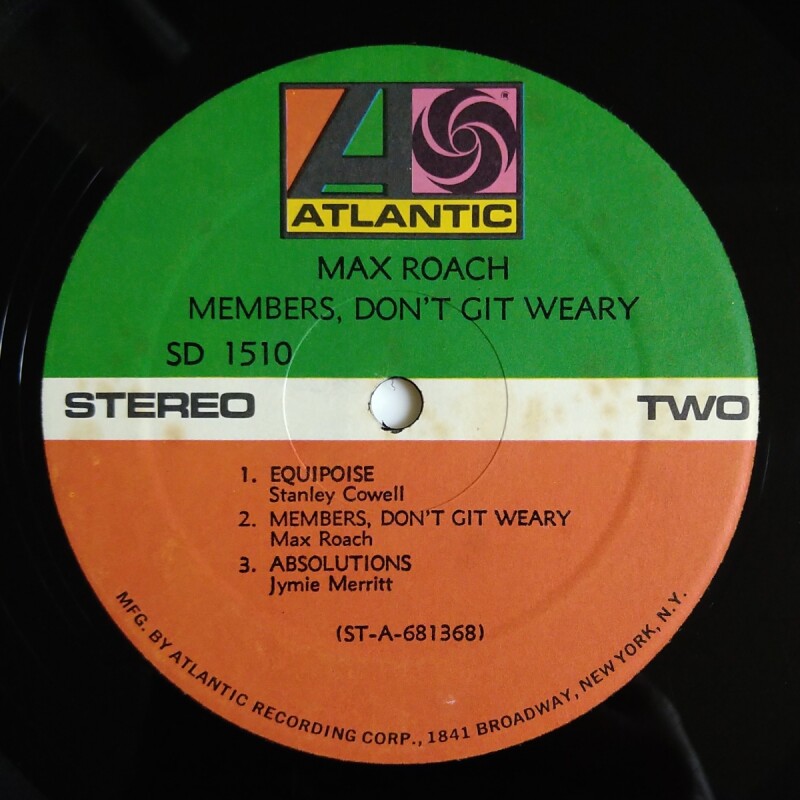 ATLANTIC
®
MAX ROACH
MEMBERS, DON'T GIT WEARY
SD 1510
STEREO
TWO
1. EQUIPOISE
Stanley Cowell
2. MEMBERS, DON'T GIT WEARY
Max Roach
3. ABSOLUTIONS
Jymie Merritt
(ST-A-681368)
MFG. BY ATLANTIC RECORDING CORP., 1841 BROADWAY, NEW YORK, N.Y.